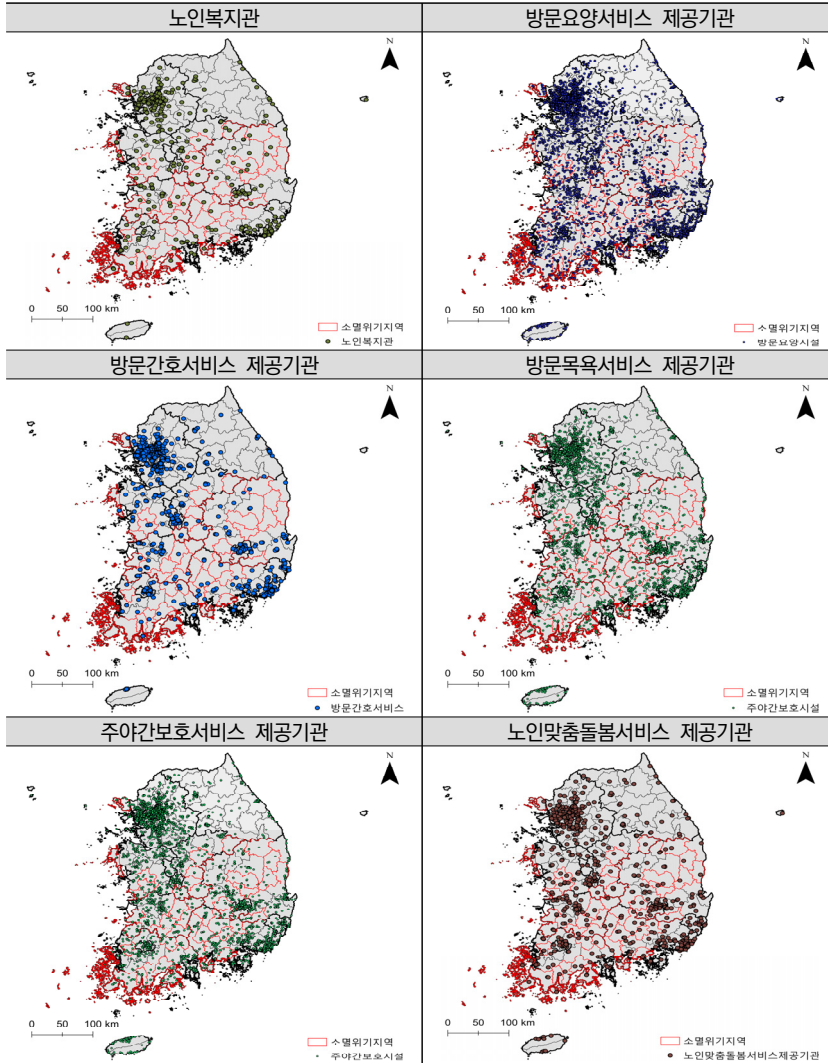 노인복지관
방문요양서비스 제공기관
N
0 50 100 km
소멸위기지역
노인복지관
N
0 50 100 km
소멸위기지역
방문요양시설
방문간호서비스 제공기관
방문목욕서비스 제공기관
N
0 50 100 km
소멸위기지역
방문간호서비스
N
0 50 100 km
소멸위기지역
주야간보호시설
주야간보호서비스 제공기관
노인맞춤돌봄서비스 제공기관
N
0 50 100 km
소멸위기지역
주야간보호시설
N
0 50 100 km
소멸위기지역
노인맞춤돌봄서비스제공기관